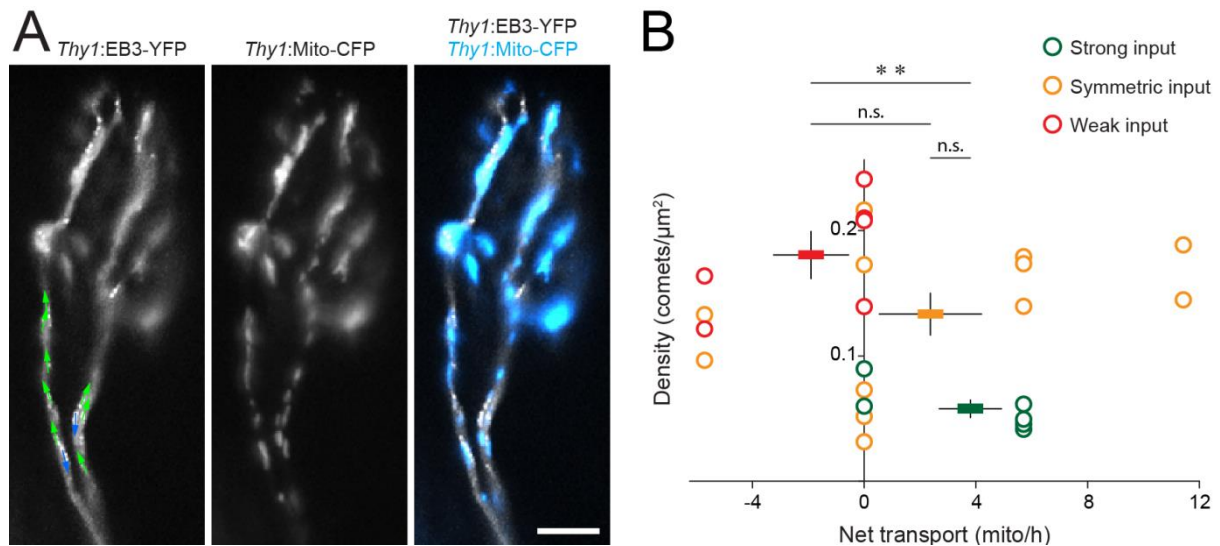 A
Thy1:EB3-YFP
Thy1:Mito-CFP
Thy1:EB3-YFP
Thy1:Mito-CFP
B
Strong input
Symmetric input
Weak input
* *
n.s.
n.s.
Density (comets/µm²)
0.2
0.1
-4
0
4
8
12
Net transport (mito/h)